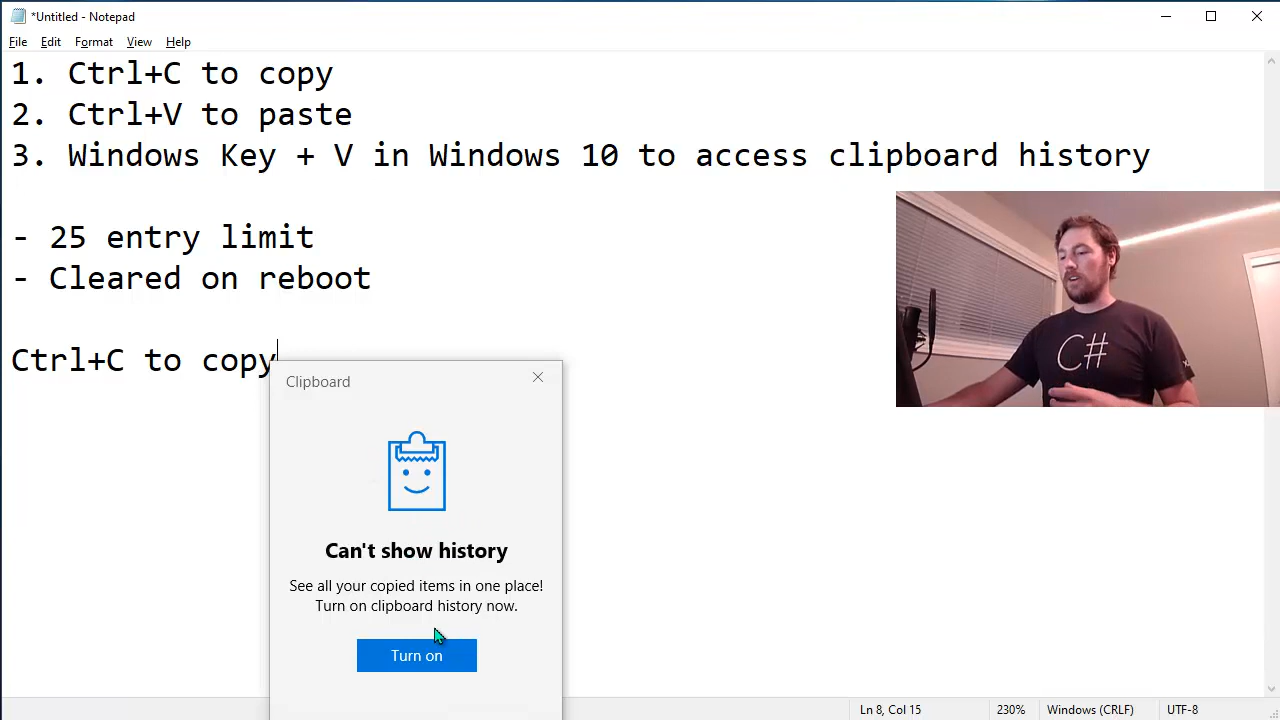 *Untitled - Notepad
File Edit Format View Help
1. Ctrl+C to copy
2. Ctrl+V to paste
3. Windows Key + V in Windows 10 to access clipboard history
- 25 entry limit
- Cleared on reboot
Ctrl+C to copy
C#
Clipboard
Can't show history
See all your copied items in one place!
Turn on clipboard history now.
Turn on
Ln 8, Col 15 230% Windows (CRLF) UTF-8